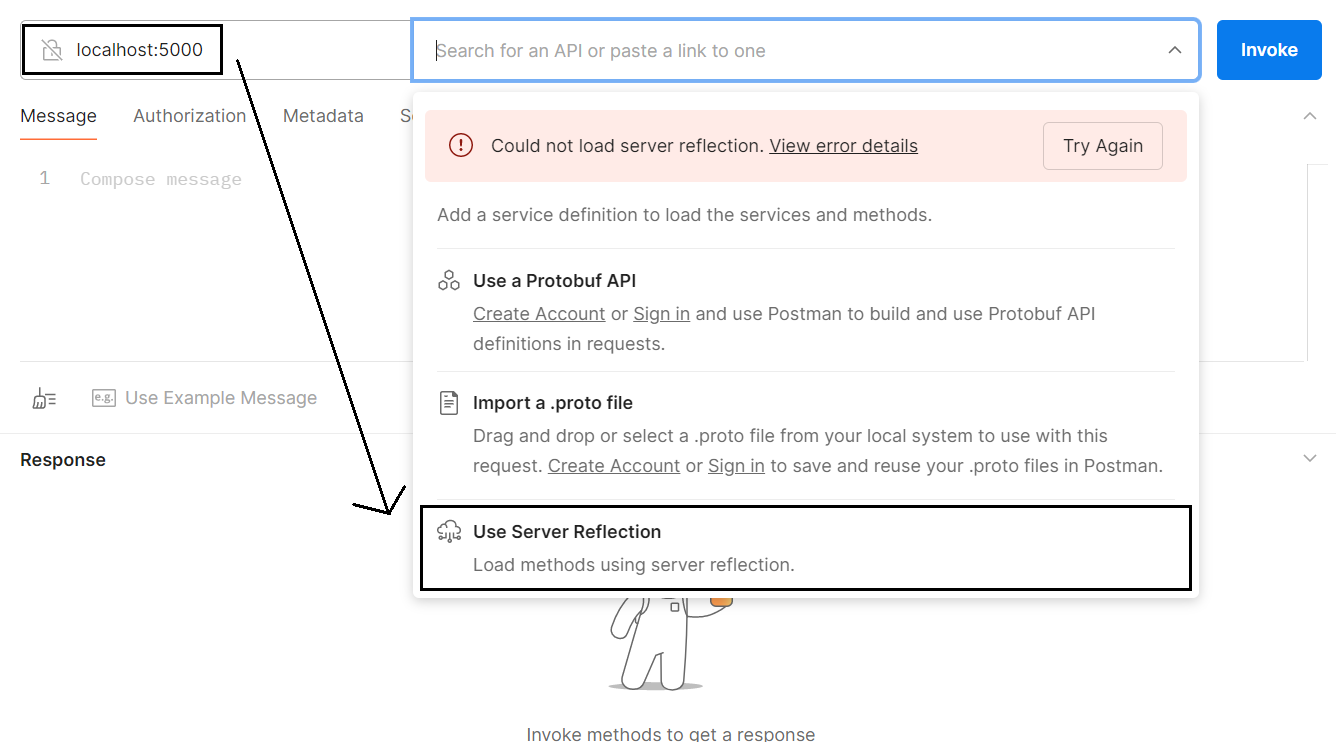 localhost:5000
Search for an API or paste a link to one
Invoke
Message Authorization Metadata
Could not load server reflection. View error details
Try Again
1 Compose message
Add a service definition to load the services and methods.
Use a Protobuf API
Create Account or Sign in and use Postman to build and use Protobuf API
definitions in requests.
e.g. Use Example Message
Import a .proto file
Drag and drop or select a .proto file from your local system to use with this
request. Create Account or Sign in to save and reuse your .proto files in Postman.
Response
Use Server Reflection
Load methods using server reflection.
Invoke methods to get a response